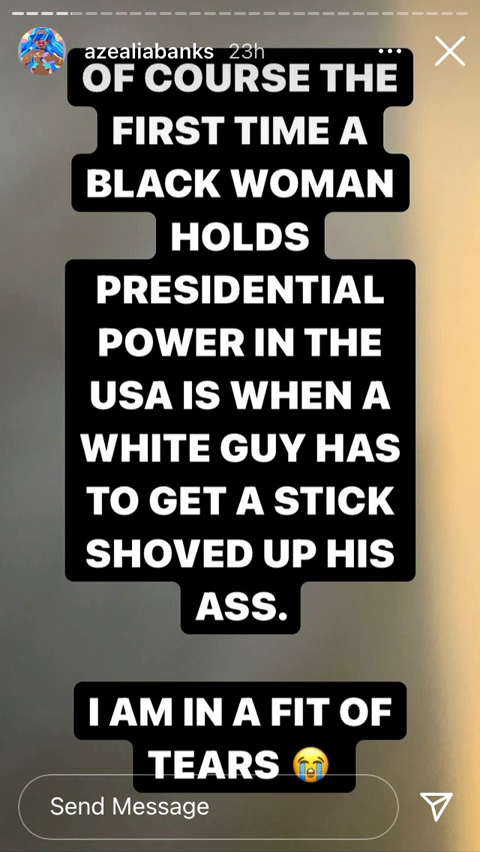 azealiabanks 23h
OF COURSE THE
FIRST TIME A
BLACK WOMAN
HOLDS
PRESIDENTIAL
POWER IN THE
USA IS WHEN A
WHITE GUY HAS
TO GET A STICK
SHOVED UP HIS
ASS.
I AM IN A FIT OF
TEARS 😭
Send Message